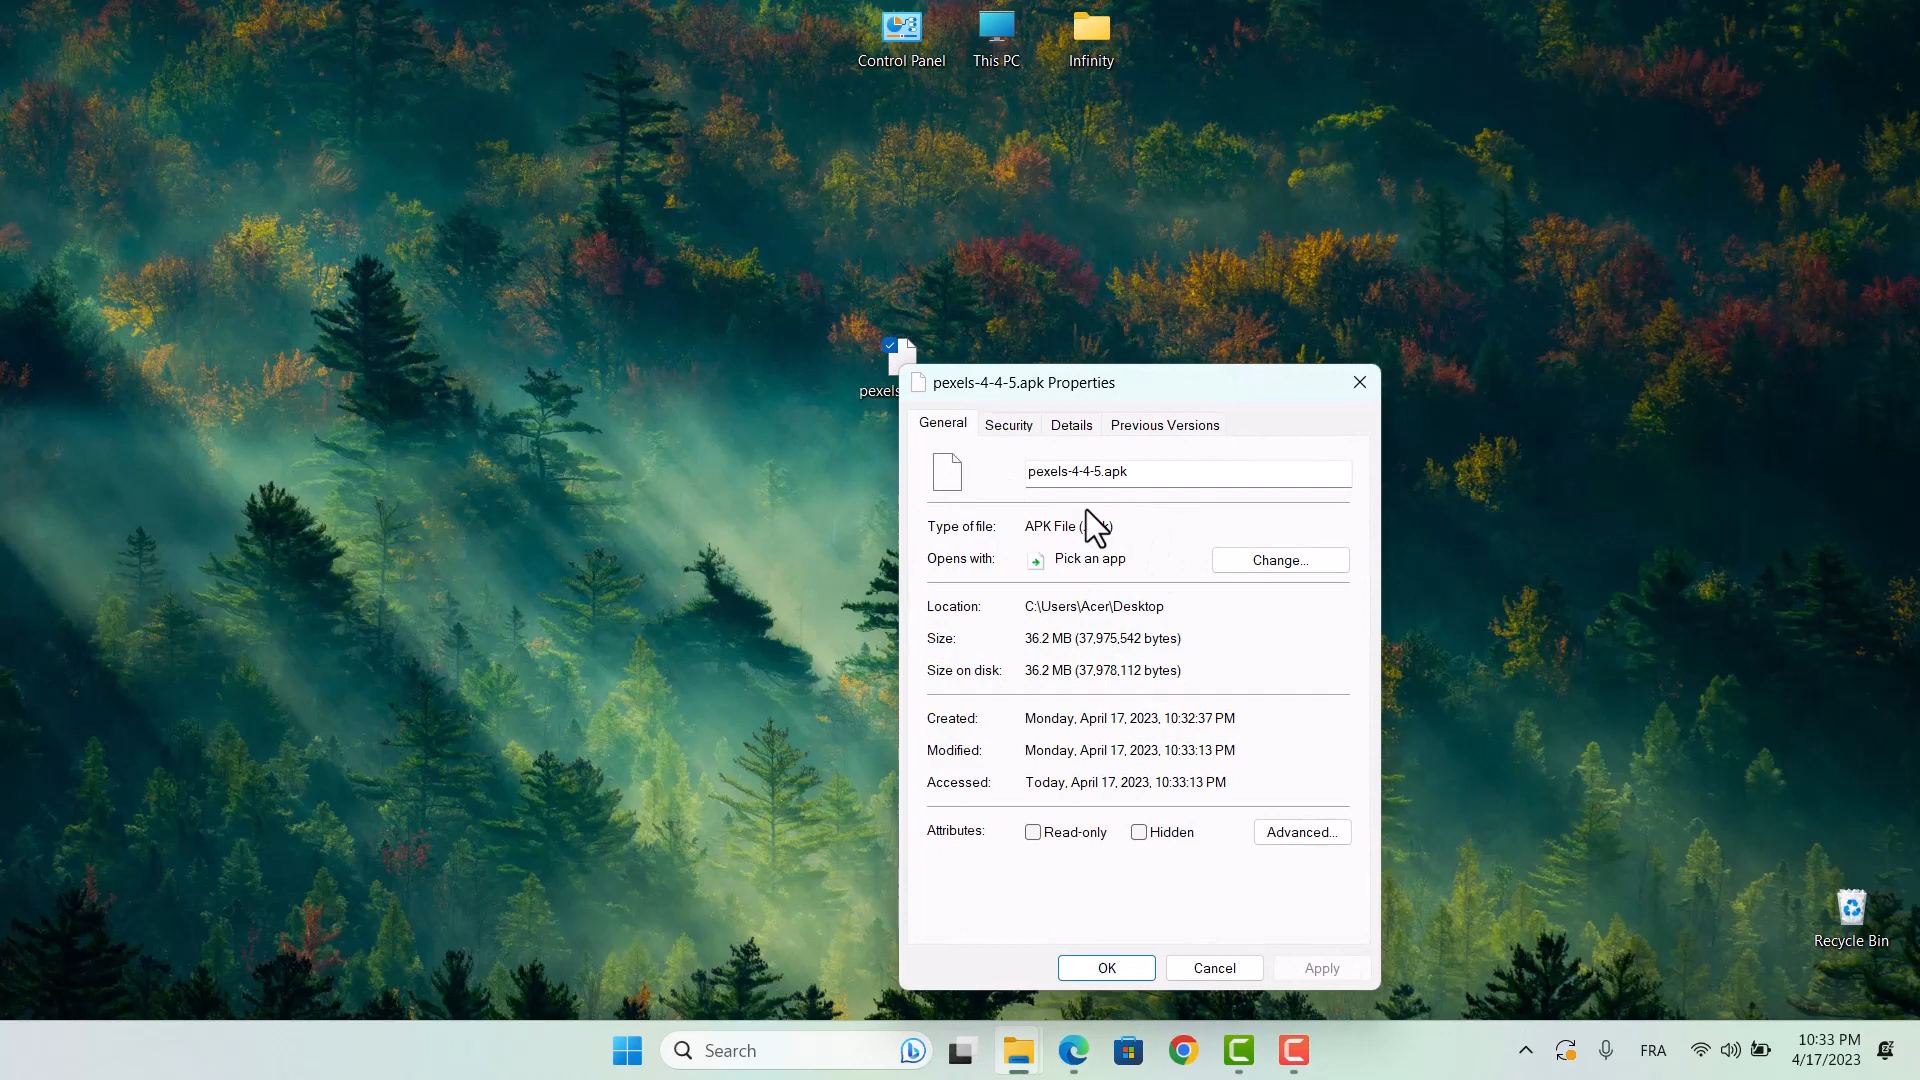 Control Panel
This PC
Infinity
pexels
pexels-4-4-5.apk Properties
General
Security
Details
Previous Versions
pexels-4-4-5.apk
Type of file:
APK File (
Opens with:
Pick an app
Change...
Location:
C:\Users\Acer\Desktop
Size:
36.2 MB (37,975,542 bytes)
Size on disk:
36.2 MB (37,978,112 bytes)
Created:
Monday, April 17, 2023, 10:32:37 PM
Modified:
Monday, April 17, 2023, 10:33:13 PM
Accessed:
Today, April 17, 2023, 10:33:13 PM
Attributes:
Read-only
Hidden
Advanced...
OK
Cancel
Apply
Recycle Bin
Search
FRA
10:33 PM
4/17/2023